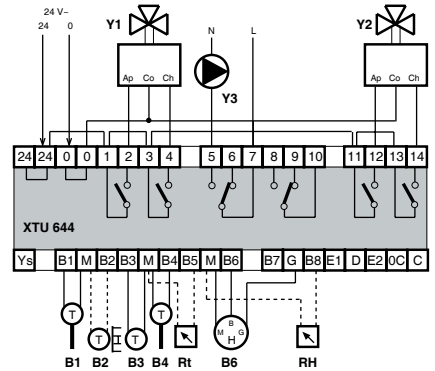 Y1 Y2
24 V~
24 0 N L
Y3
Ap Co Ch Ap Co Ch
24 24 0 0 1 2 3 4 5 6 7 8 9 10 11 12 13 14
XTU 644
Ys B1 M B2 B3 M B4 B5 M B6 B7 G B8 E1 D E2 0C C
T T T T B M G H
B1 B2 B3 B4 Rt B6 RH